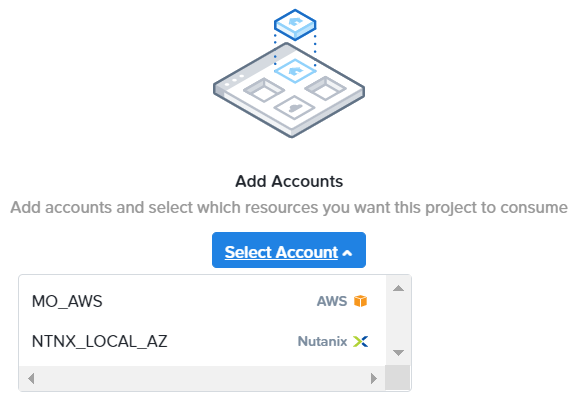 Add Accounts
Add accounts and select which resources you want this project to consume
Select Account
MO_AWS AWS
NTNX_LOCAL_AZ Nutanix